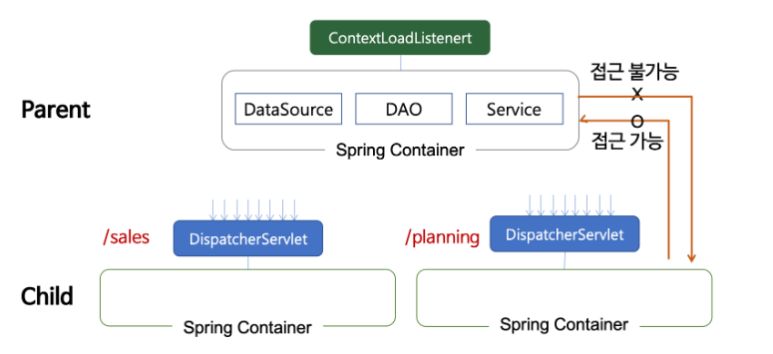 ContextLoadListenert
접근 불가능
X
Parent
DataSource
DAO
Service
O
접근 가능
Spring Container
/sales
DispatcherServlet
/planning
DispatcherServlet
Child
Spring Container
Spring Container